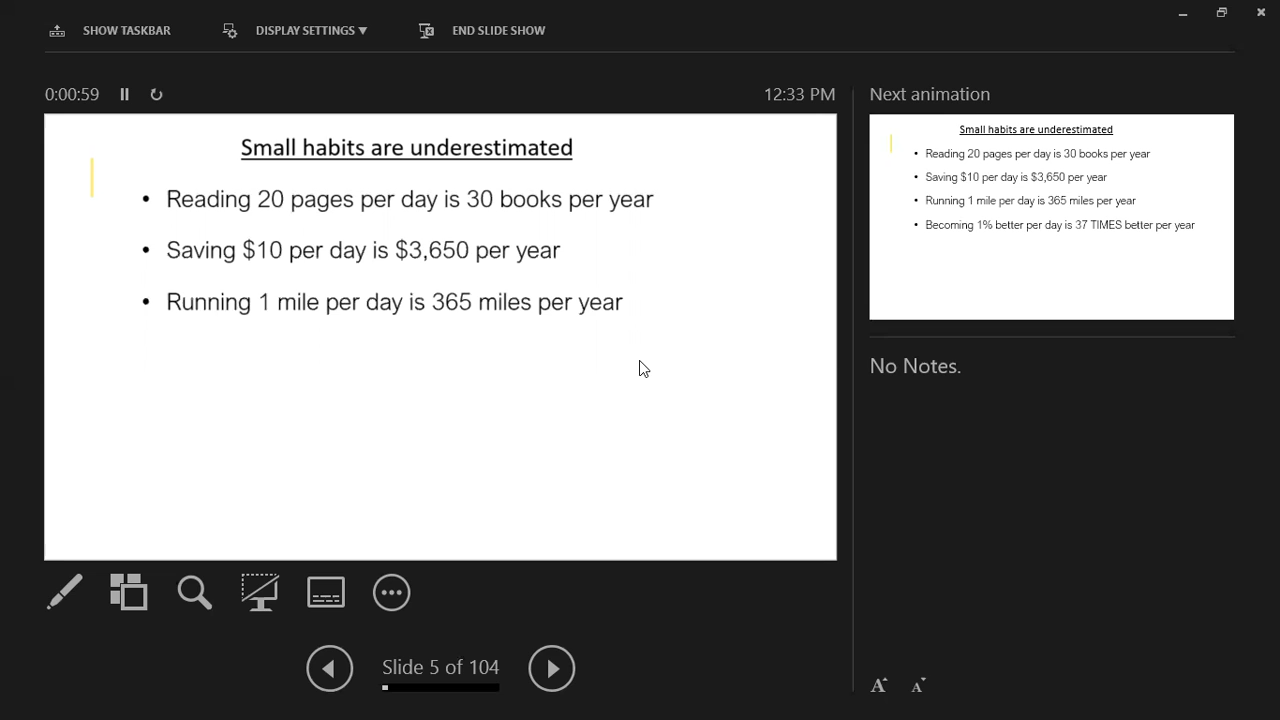 SHOW TASKBAR
DISPLAY SETTINGS ▼
END SLIDE SHOW
0:00:59
12:33 PM
Small habits are underestimated
• Reading 20 pages per day is 30 books per year
• Saving $10 per day is $3,650 per year
• Running 1 mile per day is 365 miles per year
Next animation
Small habits are underestimated
• Reading 20 pages per day is 30 books per year
• Saving $10 per day is $3,650 per year
• Running 1 mile per day is 365 miles per year
• Becoming 1% better per day is 37 TIMES better per year
No Notes.
Slide 5 of 104
A A